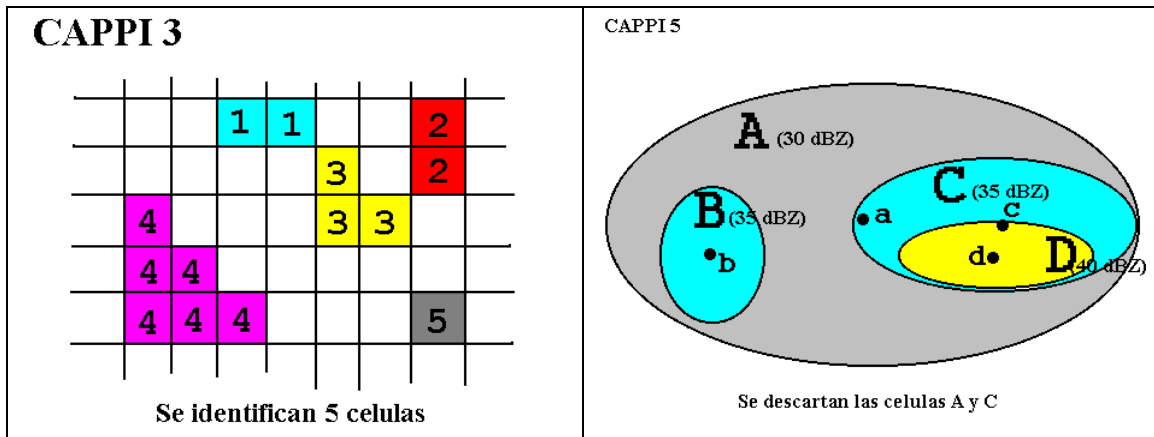 CAPPI 3
1 1 2
3 2
4 3 3
4 4
4 4 4 5
Se identifican 5 celulas
CAPPI 5
A (30 dBZ)
C (35 dBZ)
B (35 dBZ)
a
c
b
d
D (40 dBZ)
Se descartan las celulas A y C